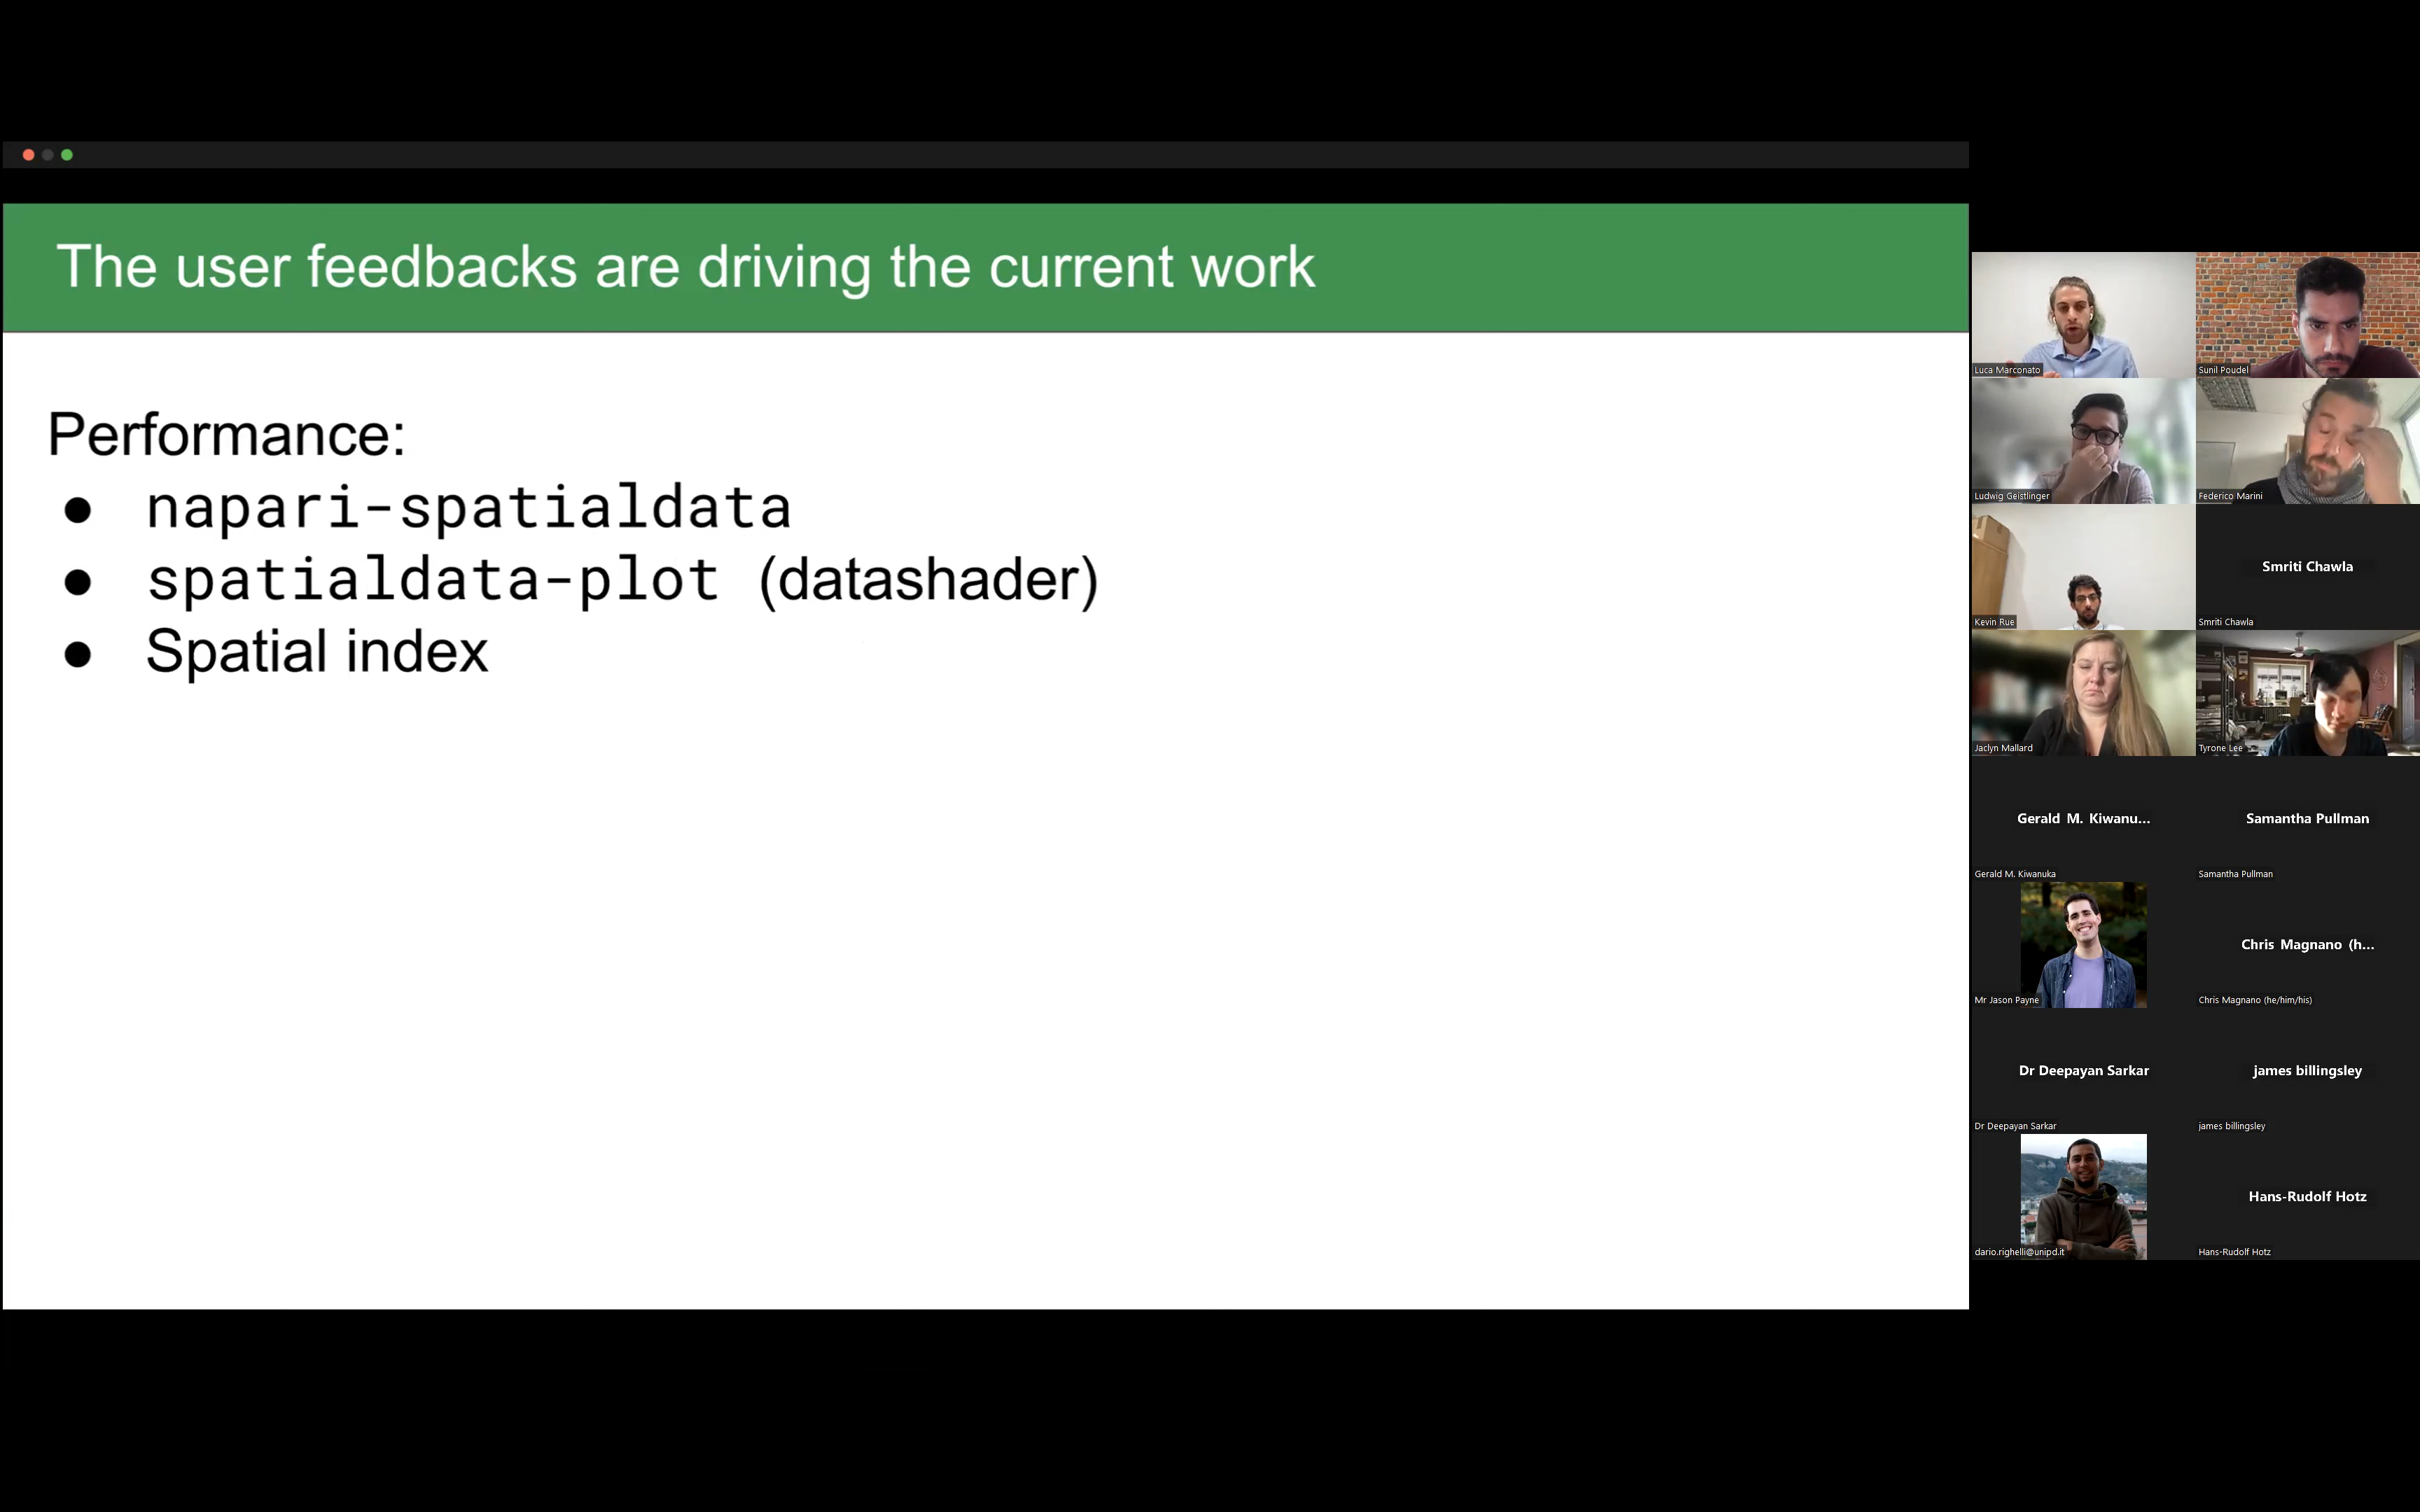 The user feedbacks are driving the current work
Performance:
● napari-spatialdata
● spatialdata-plot (datashader)
● Spatial index
Luca Marconato
Sunil Poudel
Ludwig Geistlinger
Federico Marini
Kevin Rue
Smriti Chawla
Smriti Chawla
Jaclyn Mallard
Tyrone Lee
Gerald M. Kiwanu...
Gerald M. Kiwanuka
Samantha Pullman
Samantha Pullman
Mr Jason Payne
Chris Magnano (h...
Chris Magnano (he/him/his)
Dr Deepayan Sarkar
Dr Deepayan Sarkar
james billingsley
james billingsley
dario.righelli@unipd.it
Hans-Rudolf Hotz
Hans-Rudolf Hotz